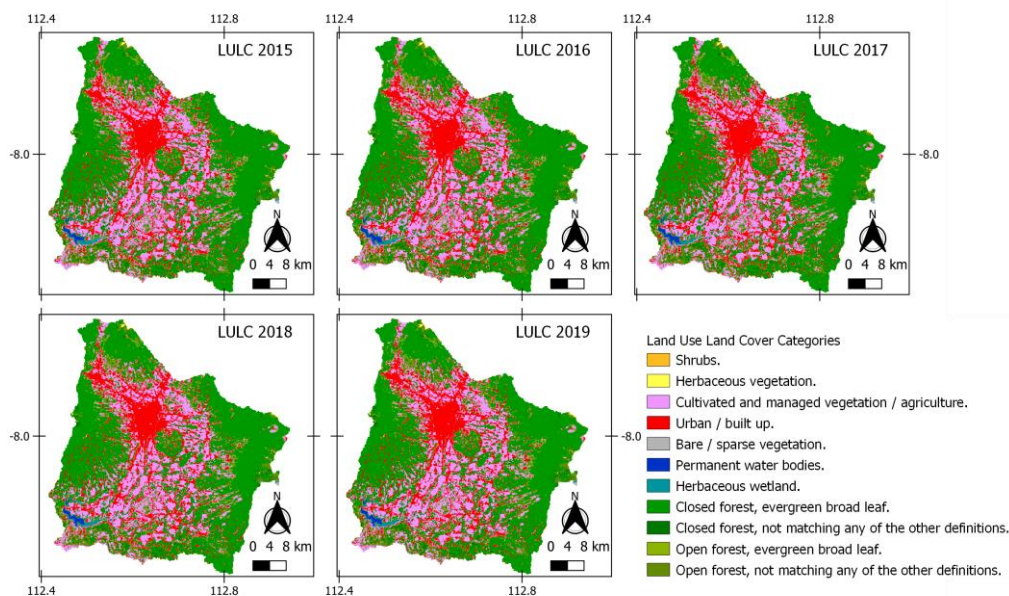 112.4 112.8 112.4 112.8 112.4 112.8
LULC 2015 LULC 2016 LULC 2017
-8.0 -8.0
N N N
0 4 8 km 0 4 8 km 0 4 8 km
LULC 2018 LULC 2019
Land Use Land Cover Categories
Shrubs.
Herbaceous vegetation.
Cultivated and managed vegetation / agriculture.
Urban / built up.
-8.0 -8.0
Bare / sparse vegetation.
Permanent water bodies.
Herbaceous wetland.
Closed forest, evergreen broad leaf.
Closed forest, not matching any of the other definitions.
Open forest, evergreen broad leaf.
Open forest, not matching any of the other definitions.
N N
0 4 8 km 0 4 8 km
112.4 112.8 112.4 112.8